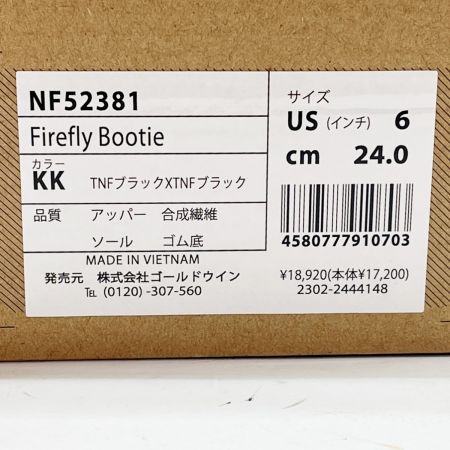 NF52381
Firefly Bootie
カラー
KK TNFブラックXTNFブラック
品質 アッパー 合成繊維
ソール ゴム底
MADE IN VIETNAM
発売元 株式会社ゴールドウイン
TEL (0120) -307-560
サイズ
US (インチ) 6
cm 24.0
4580777910703
¥18,920(本体¥17,200)
2302-2444148